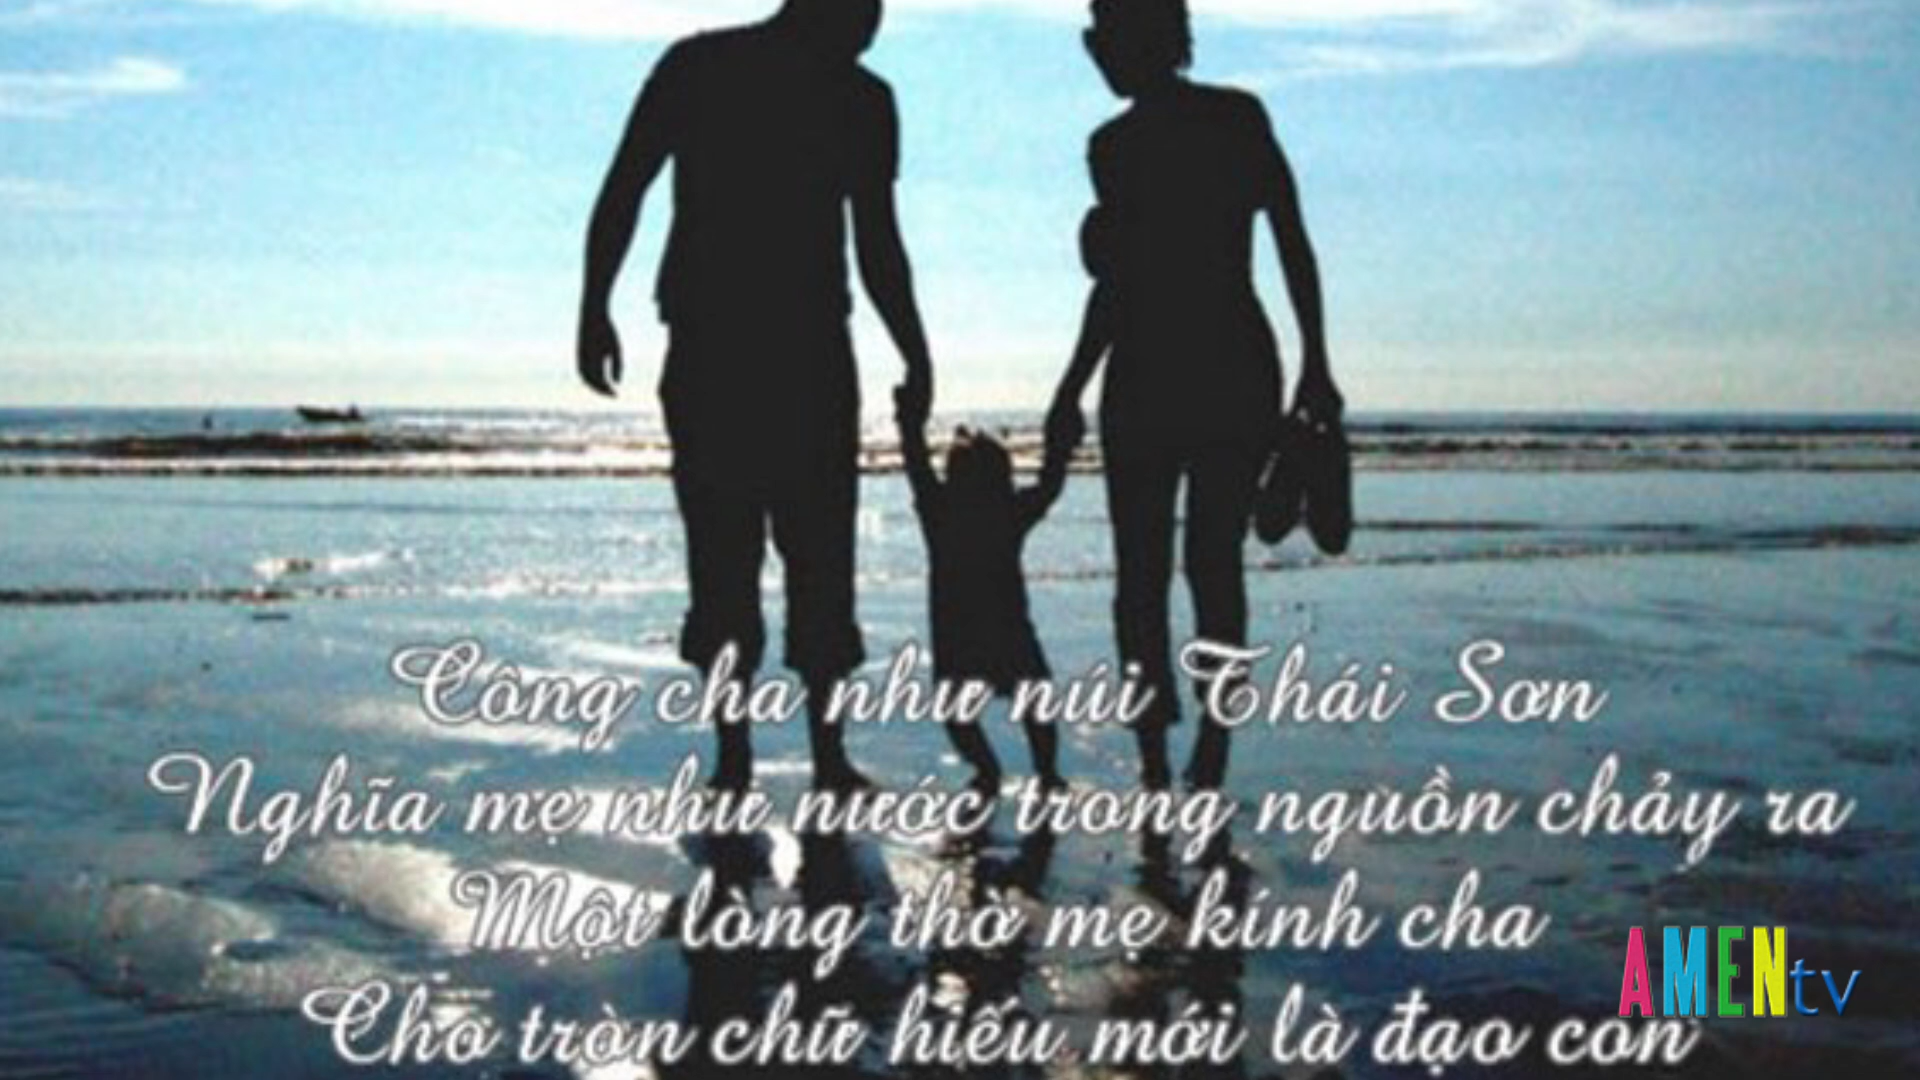 Công cha như núi Thái Sơn
Nghĩa mẹ như nước trong nguồn chảy ra
Một lòng thờ mẹ kính cha
Cho tròn chữ hiếu mới là đạo con
AMENtv